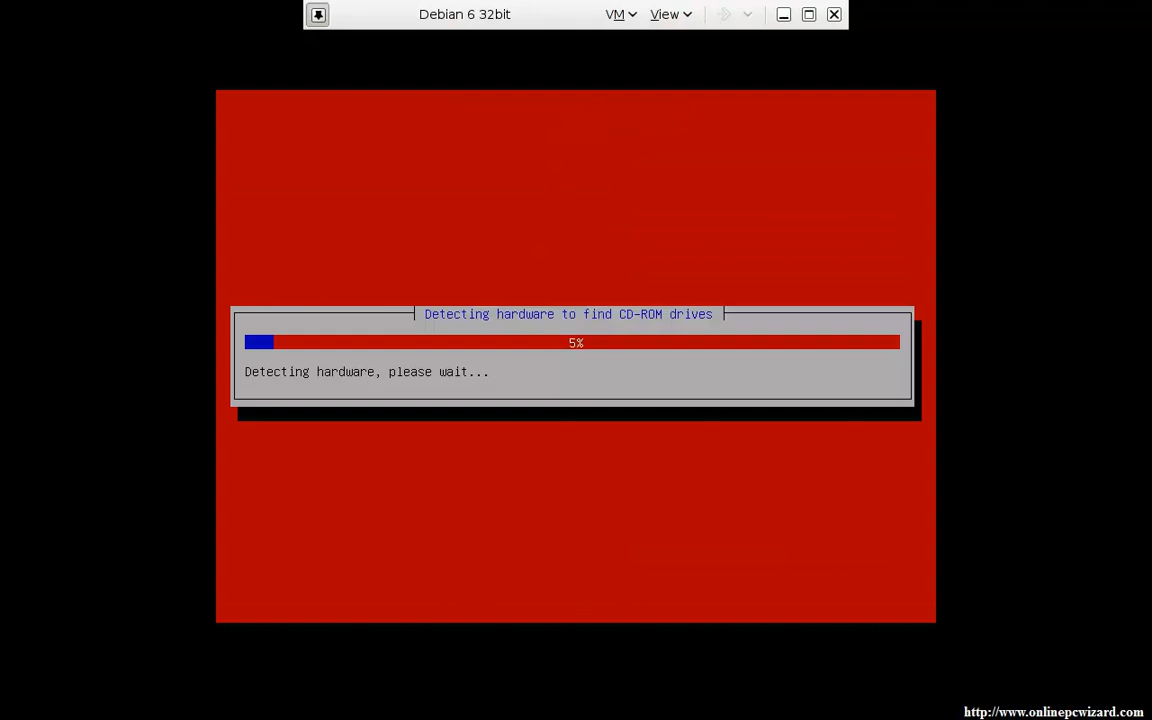 Debian 6 32bit
VM
View
Detecting hardware to find CD-ROM drives
5%
Detecting hardware, please wait...
http://www.onlinepcwizard.com